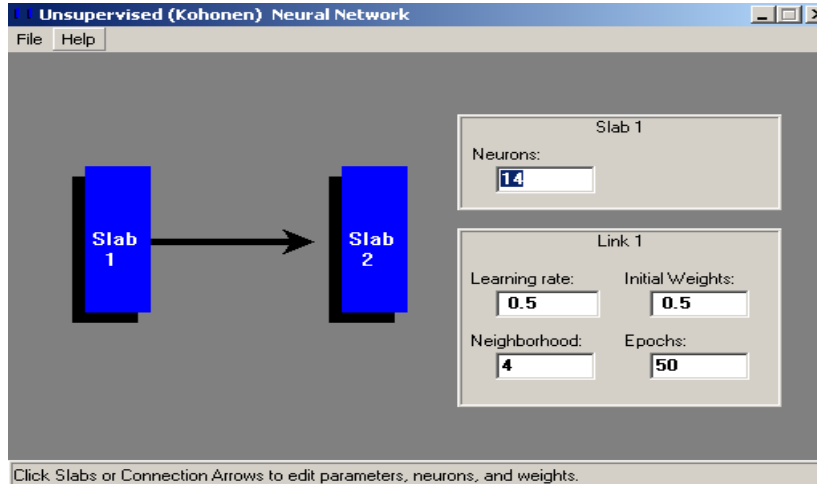 Unsupervised (Kohonen) Neural Network
File Help
Slab 1
Neurons:
14
Slab
1
Slab
2
Link 1
Learning rate: Initial Weights:
0.5 0.5
Neighborhood: Epochs:
4 50
Click Slabs or Connection Arrows to edit parameters, neurons, and weights.